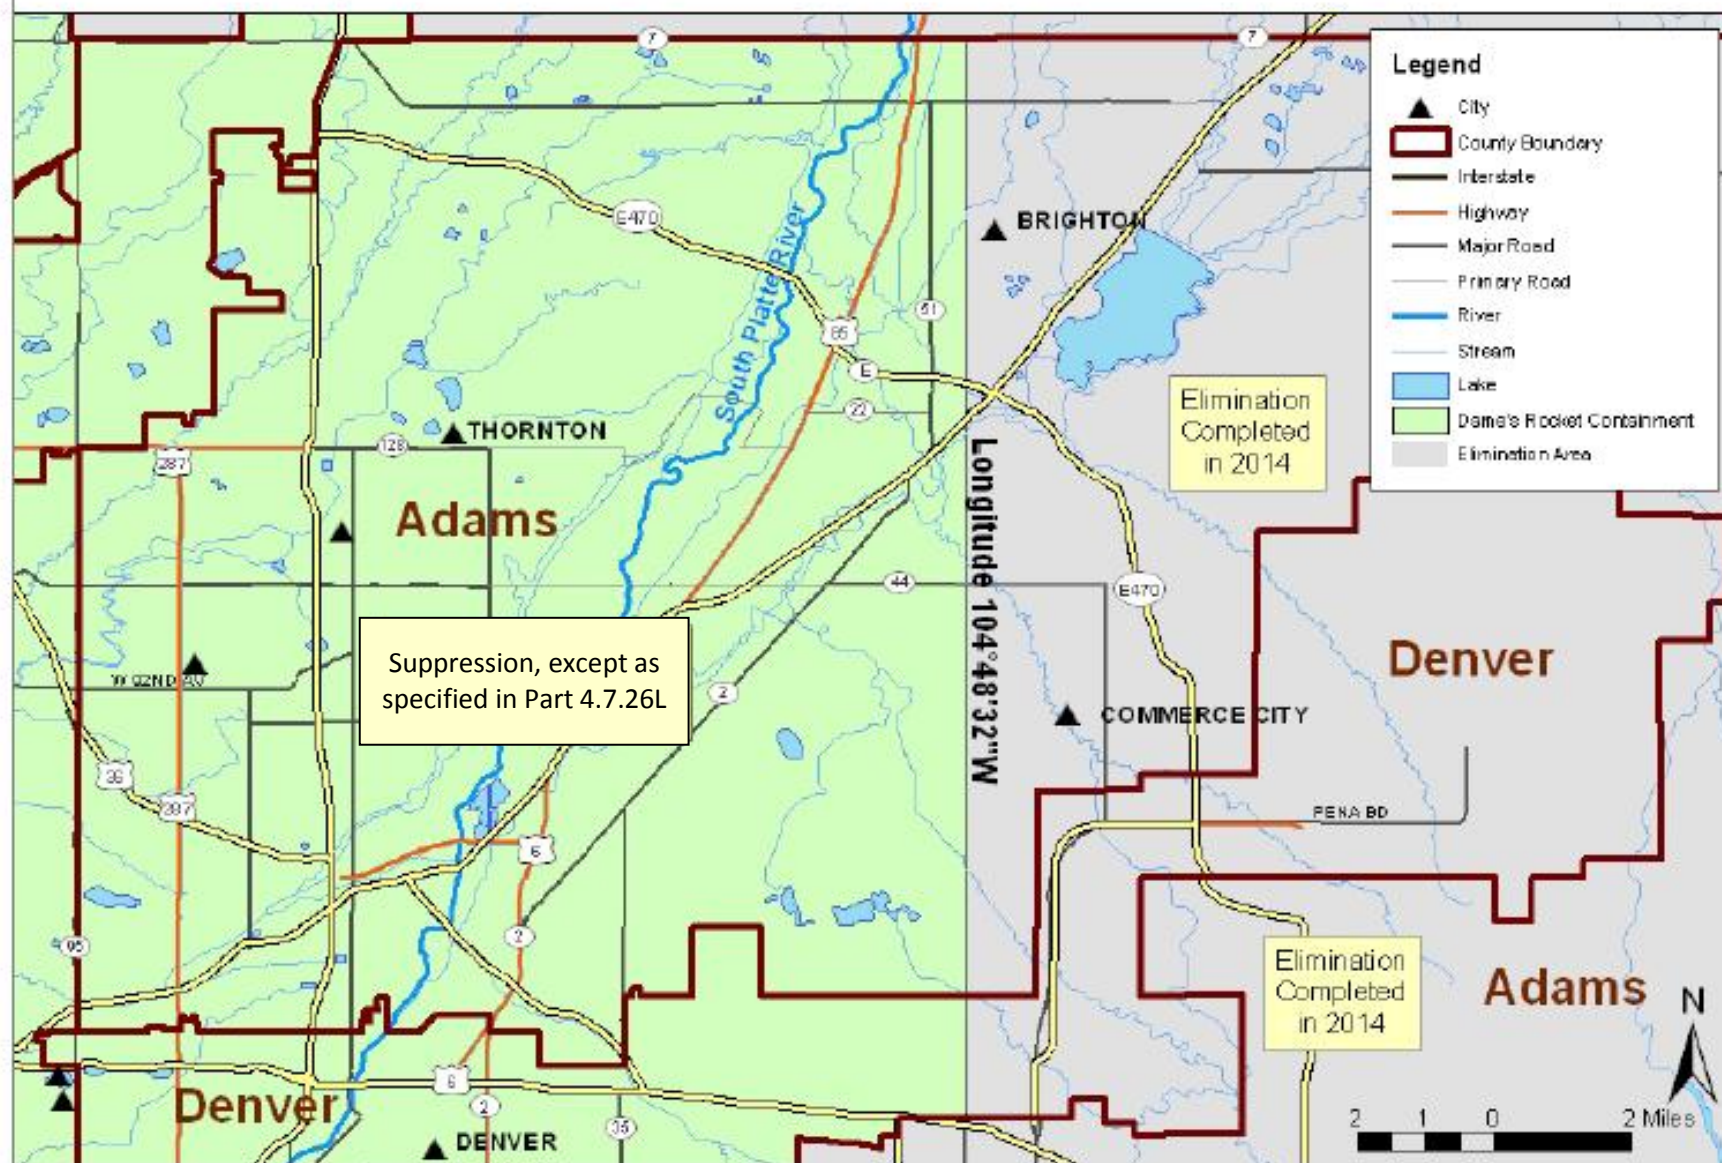 7
7
Legend
City
County Boundary
Interstate
Highway
Major Road
Primary Road
River
Stream
Lake
Dame's Rocket Containment
Elimination Area
E470
BRIGHTON
South Platte River
51
85
E
22
Elimination
Completed
in 2014
THORNTON
128
287
Longitude 104°48'32"W
Adams
44
E470
Suppression, except as
specified in Part 4.7.26L
Denver
W 92ND AV
2
COMMERCE CITY
36
287
PENA BD
6
2
95
Elimination
Completed
in 2014
Adams
N
6
Denver
2
35
DENVER
2 1 0 2 Miles